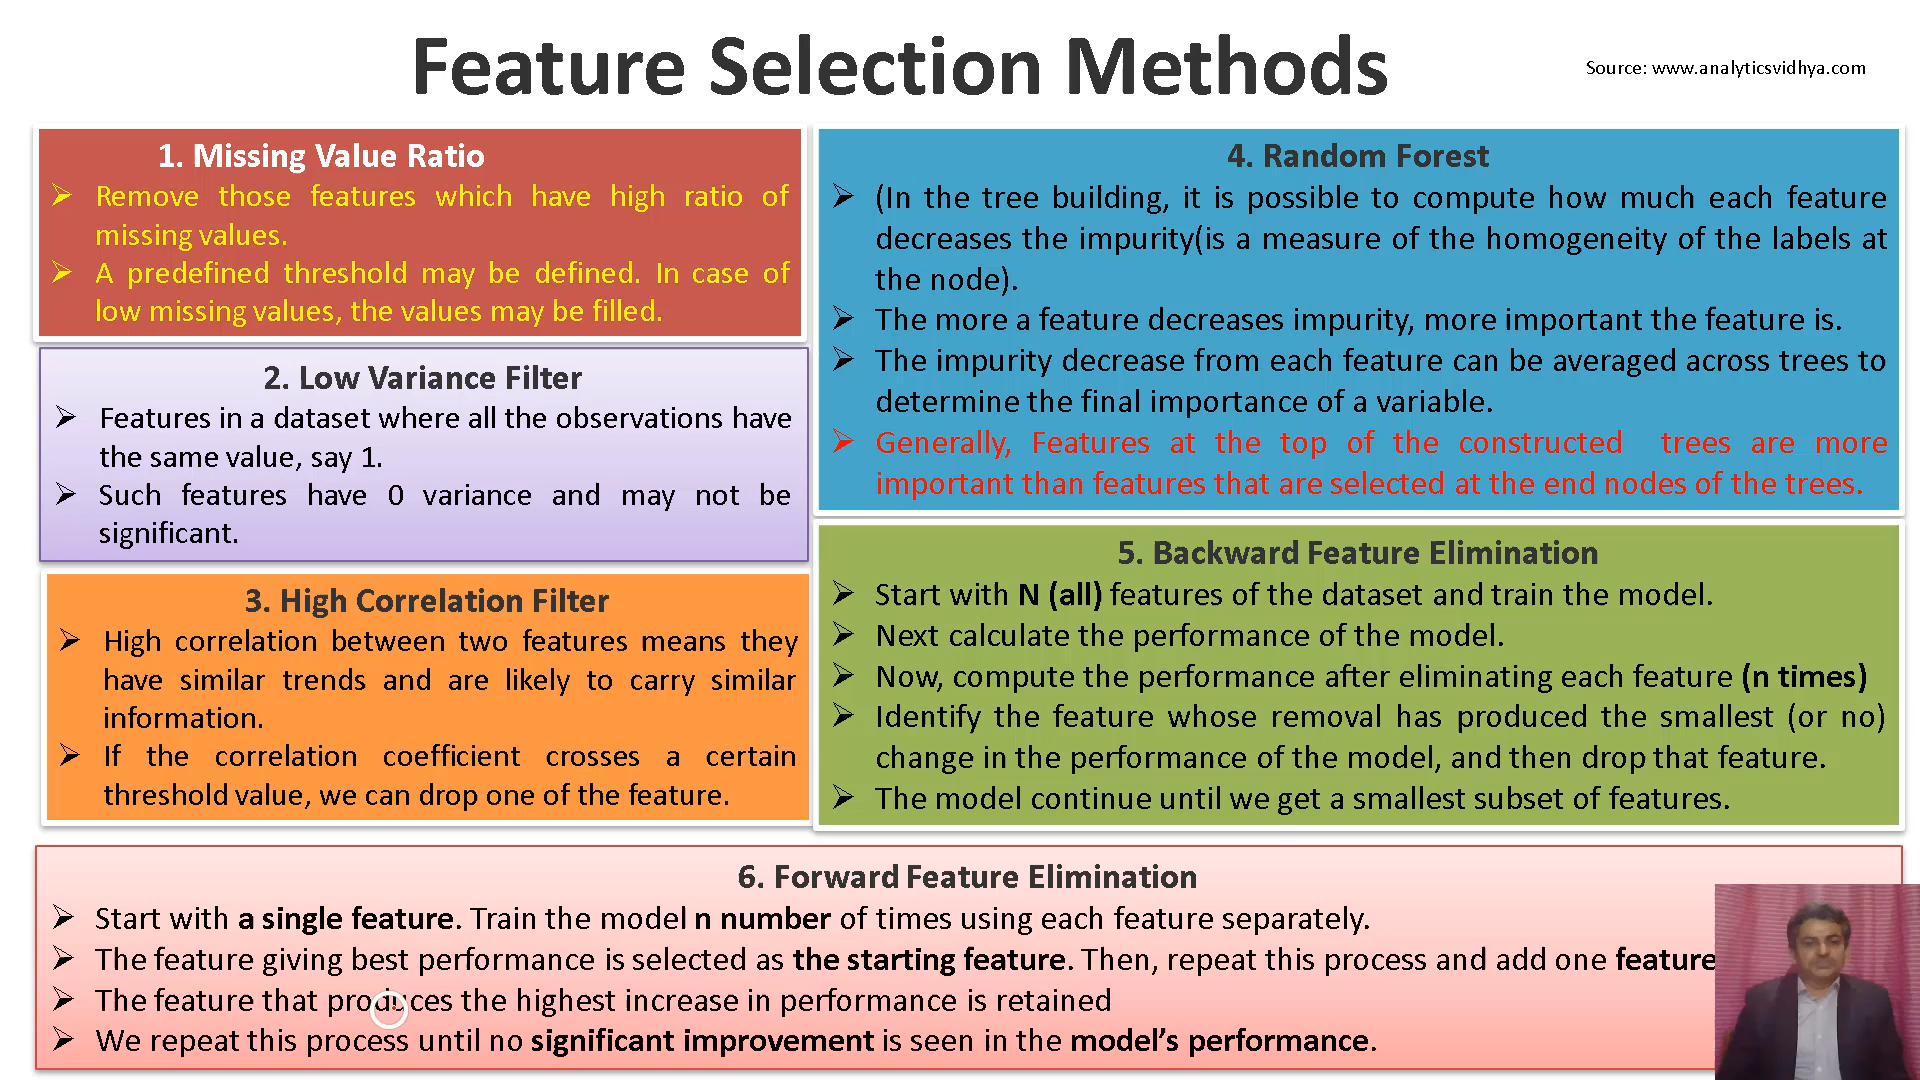 Feature Selection Methods
Source: www.analyticsvidhya.com
1. Missing Value Ratio
➢ Remove those features which have high ratio of
missing values.
➢ A predefined threshold may be defined. In case of
low missing values, the values may be filled.
2. Low Variance Filter
➢ Features in a dataset where all the observations have
the same value, say 1.
➢ Such features have 0 variance and may not be
significant.
3. High Correlation Filter
➢ High correlation between two features means they
have similar trends and are likely to carry similar
information.
➢ If the correlation coefficient crosses a certain
threshold value, we can drop one of the feature.
4. Random Forest
➢ (In the tree building, it is possible to compute how much each feature
decreases the impurity(is a measure of the homogeneity of the labels at
the node).
➢ The more a feature decreases impurity, more important the feature is.
➢ The impurity decrease from each feature can be averaged across trees to
determine the final importance of a variable.
➢ Generally, Features at the top of the constructed trees are more
important than features that are selected at the end nodes of the trees.
5. Backward Feature Elimination
➢ Start with N (all) features of the dataset and train the model.
➢ Next calculate the performance of the model.
➢ Now, compute the performance after eliminating each feature (n times)
➢ Identify the feature whose removal has produced the smallest (or no)
change in the performance of the model, and then drop that feature.
➢ The model continue until we get a smallest subset of features.
6. Forward Feature Elimination
➢ Start with a single feature. Train the model n number of times using each feature separately.
➢ The feature giving best performance is selected as the starting feature. Then, repeat this process and add one feature
➢ The feature that produces the highest increase in performance is retained
➢ We repeat this process until no significant improvement is seen in the model's performance.